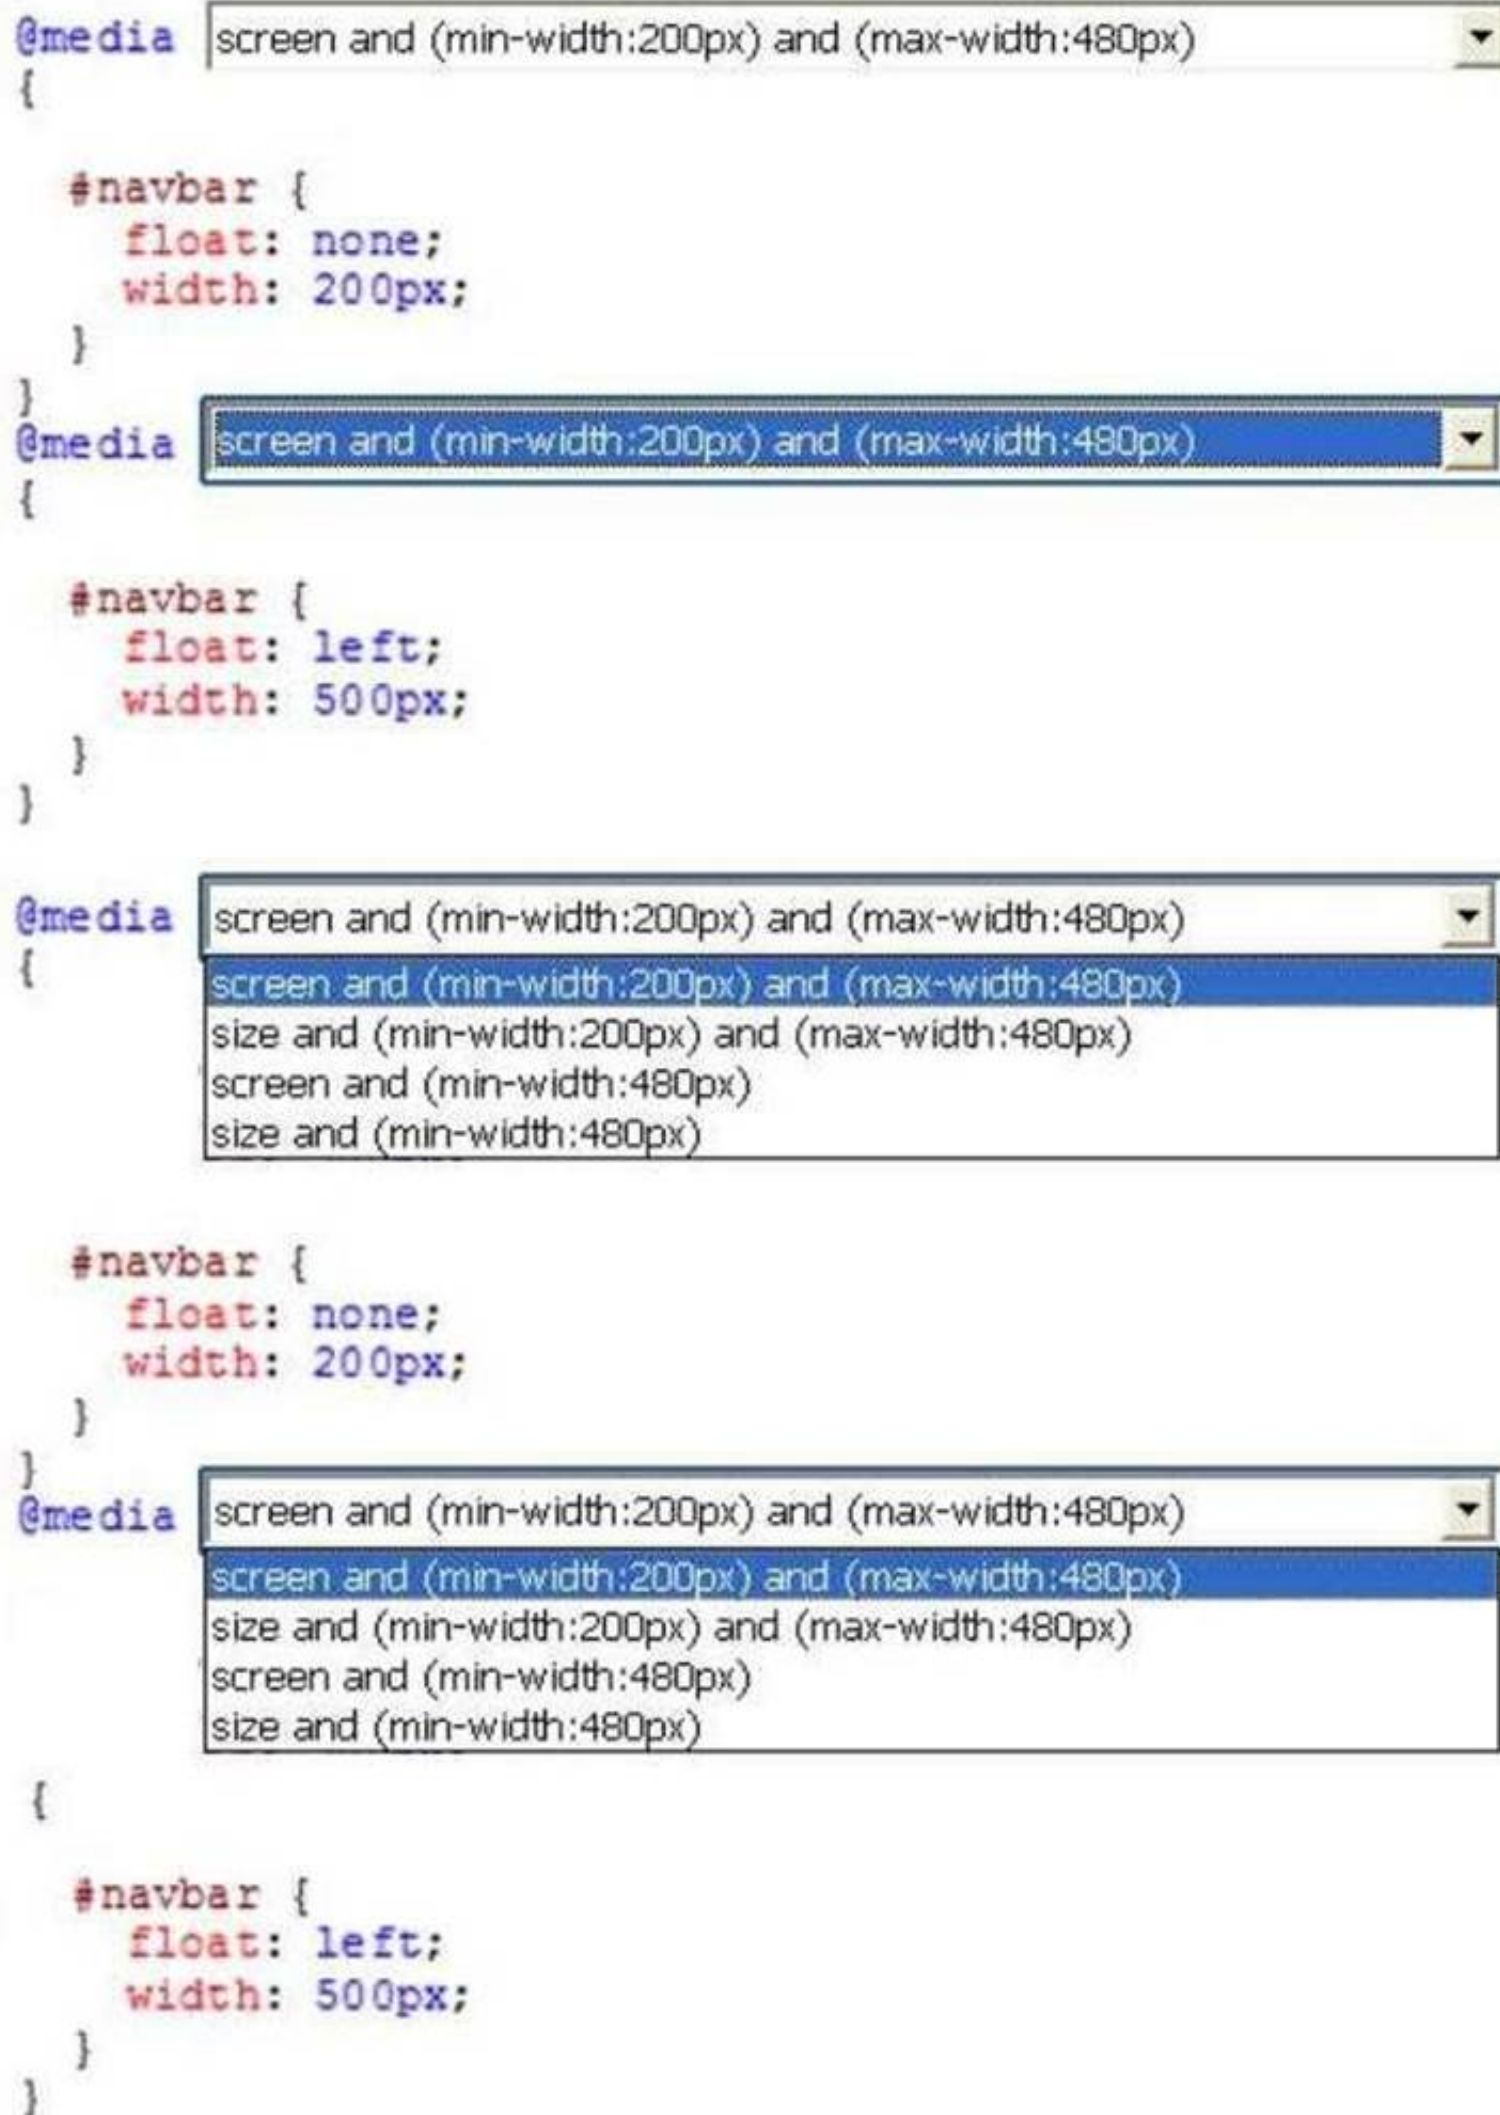 @media screen and (min-width:200px) and (max-width:480px)
{
#navbar {
float: none;
width: 200px;
}
}
@media screen and (min-width:200px) and (max-width:480px)
{
#navbar {
float: left;
width: 500px;
}
}
@media screen and (min-width:200px) and (max-width:480px)
{
screen and (min-width:200px) and (max-width:480px)
size and (min-width:200px) and (max-width:480px)
screen and (min-width:480px)
size and (min-width:480px)
#navbar {
float: none;
width: 200px;
}
}
@media screen and (min-width:200px) and (max-width:480px)
screen and (min-width:200px) and (max-width:480px)
size and (min-width:200px) and (max-width:480px)
screen and (min-width:480px)
size and (min-width:480px)
{
#navbar {
float: left;
width: 500px;
}
}